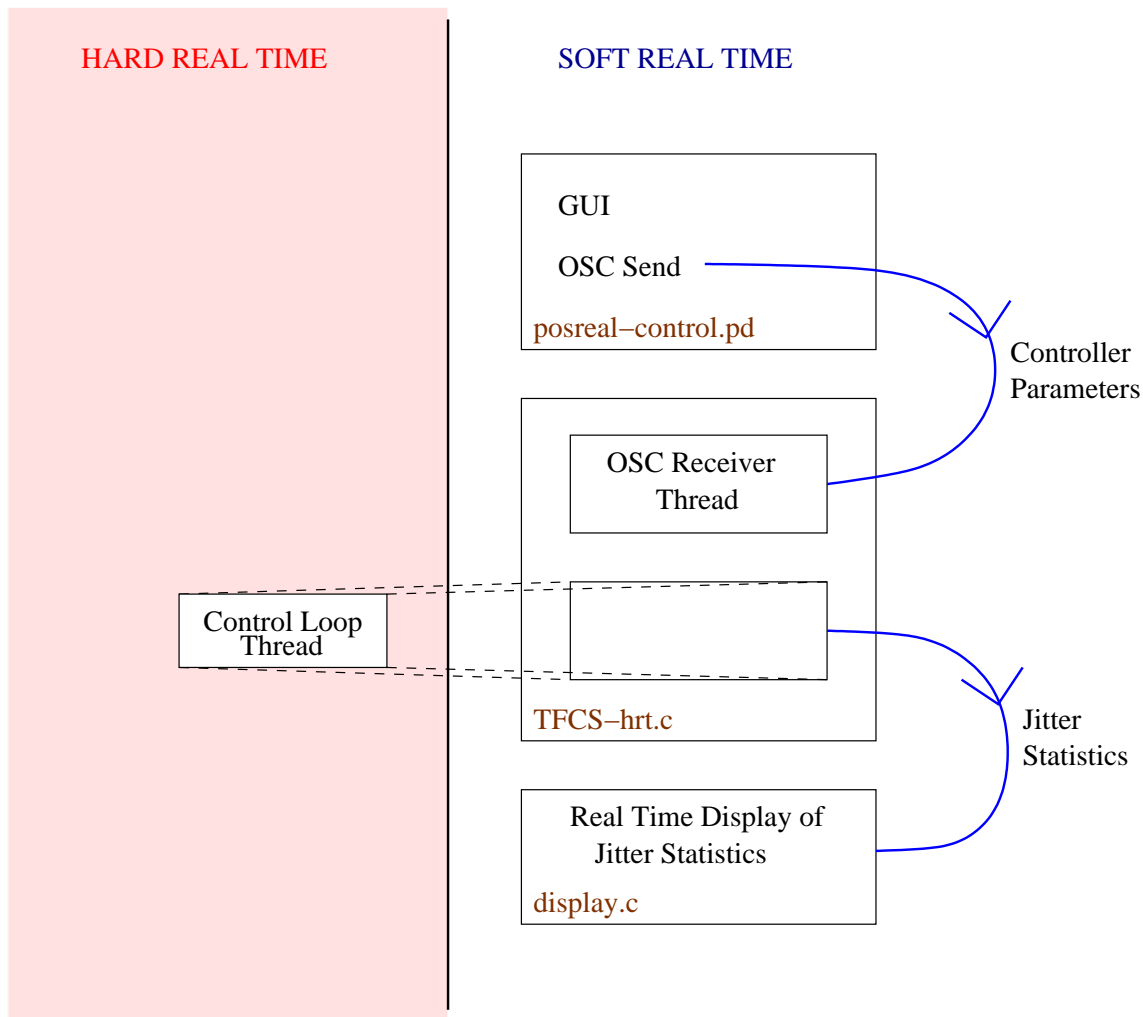 HARD REAL TIME
SOFT REAL TIME
GUI
OSC Send
posreal−control.pd
Controller
Parameters
OSC Receiver
Thread
Control Loop
Thread
TFCS−hrt.c
Jitter
Statistics
Real Time Display of
Jitter Statistics
display.c